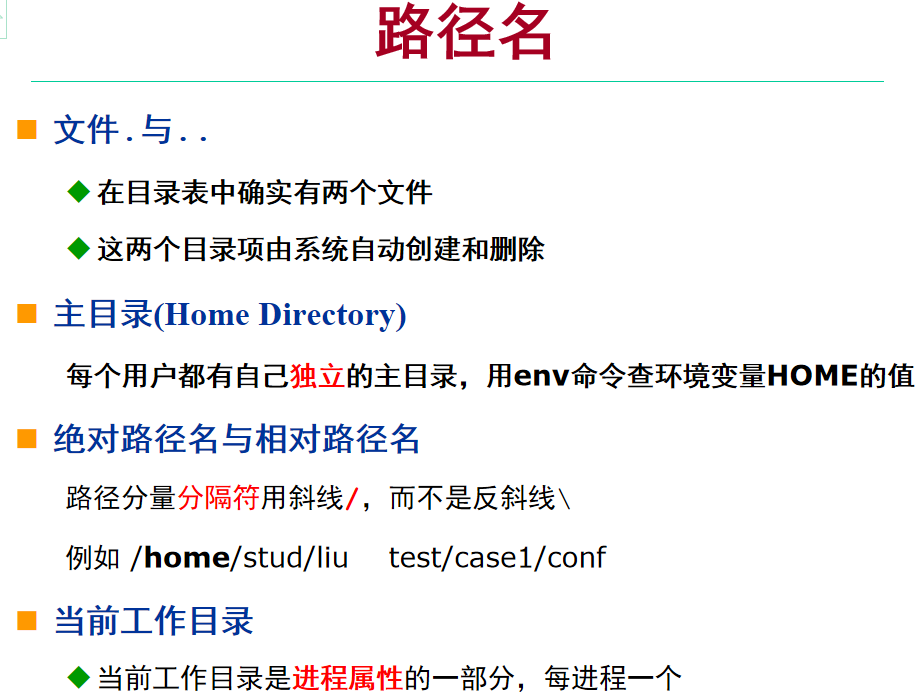 路径名
文件.与..
在目录表中确实有两个文件
这两个目录项由系统自动创建和删除
主目录(Home Directory)
每个用户都有自己独立的主目录，用env命令查环境变量HOME的值
绝对路径名与相对路径名
路径分量分隔符用斜线/，而不是反斜线\
例如 /home/stud/liu test/case1/conf
当前工作目录
当前工作目录是进程属性的一部分，每进程一个